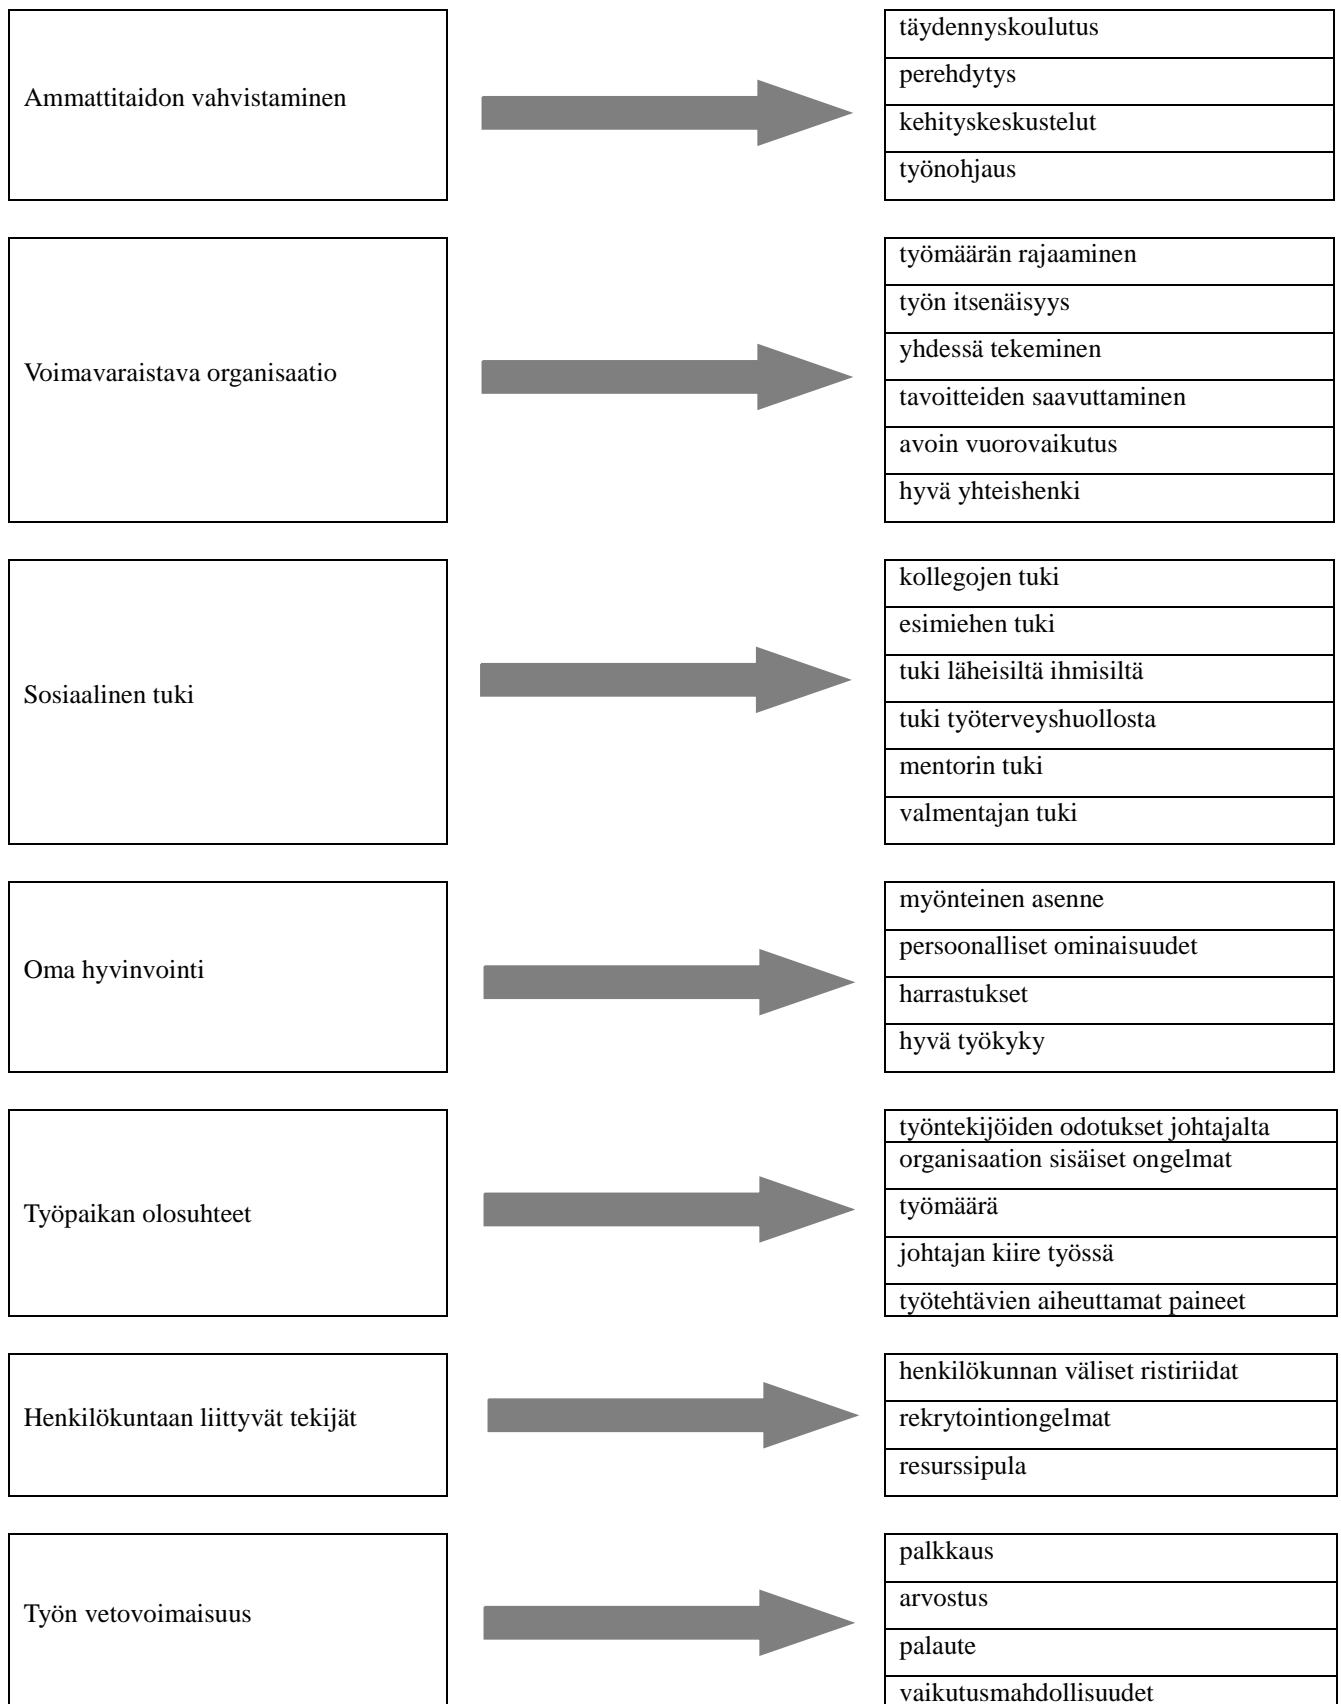 Ammattitaidon vahvistaminen
täydennyskoulutus
perehdytys
kehityskeskustelut
työnohjaus
Voimavaraistava organisaatio
työmäärän rajaaminen
työn itsenäisyys
yhdessä tekeminen
tavoitteiden saavuttaminen
avoin vuorovaikutus
hyvä yhteishenki
Sosiaalinen tuki
kollegojen tuki
esimiehen tuki
tuki läheisiltä ihmisiltä
tuki työterveyshuollosta
mentorin tuki
valmentajan tuki
Oma hyvinvointi
myönteinen asenne
persoonalliset ominaisuudet
harrastukset
hyvä työkyky
Työpaikan olosuhteet
työntekijöiden odotukset johtajalta
organisaation sisäiset ongelmat
työmäärä
johtajan kiire työssä
työtehtävien aiheuttamat paineet
Henkilökuntaan liittyvät tekijät
henkilökunnan väliset ristiriidat
rekrytointiongelmat
resurssipula
Työn vetovoimaisuus
palkkaus
arvostus
palaute
vaikutusmahdollisuudet